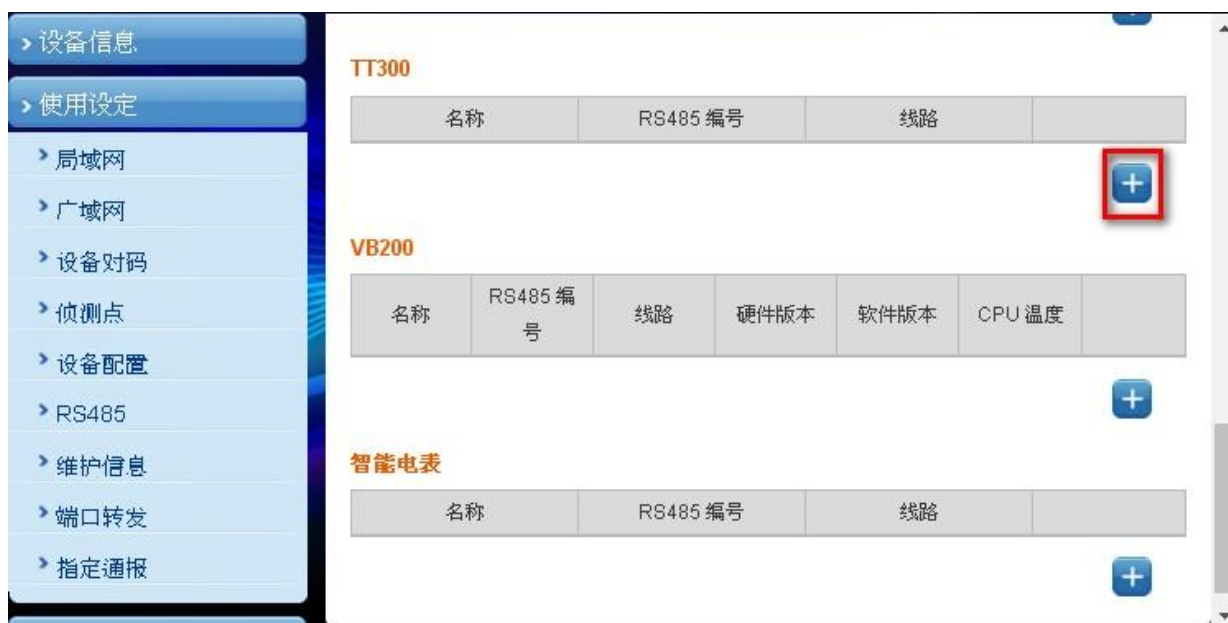 设备信息
使用设定
局域网
广域网
设备对码
侦测点
设备配置
RS485
维护信息
端口转发
指定通报
TT300
名称 RS485 编号 线路
VB200
名称 RS485 编 线路 硬件版本 软件版本 CPU 温度
号
智能电表
名称 RS485 编号 线路